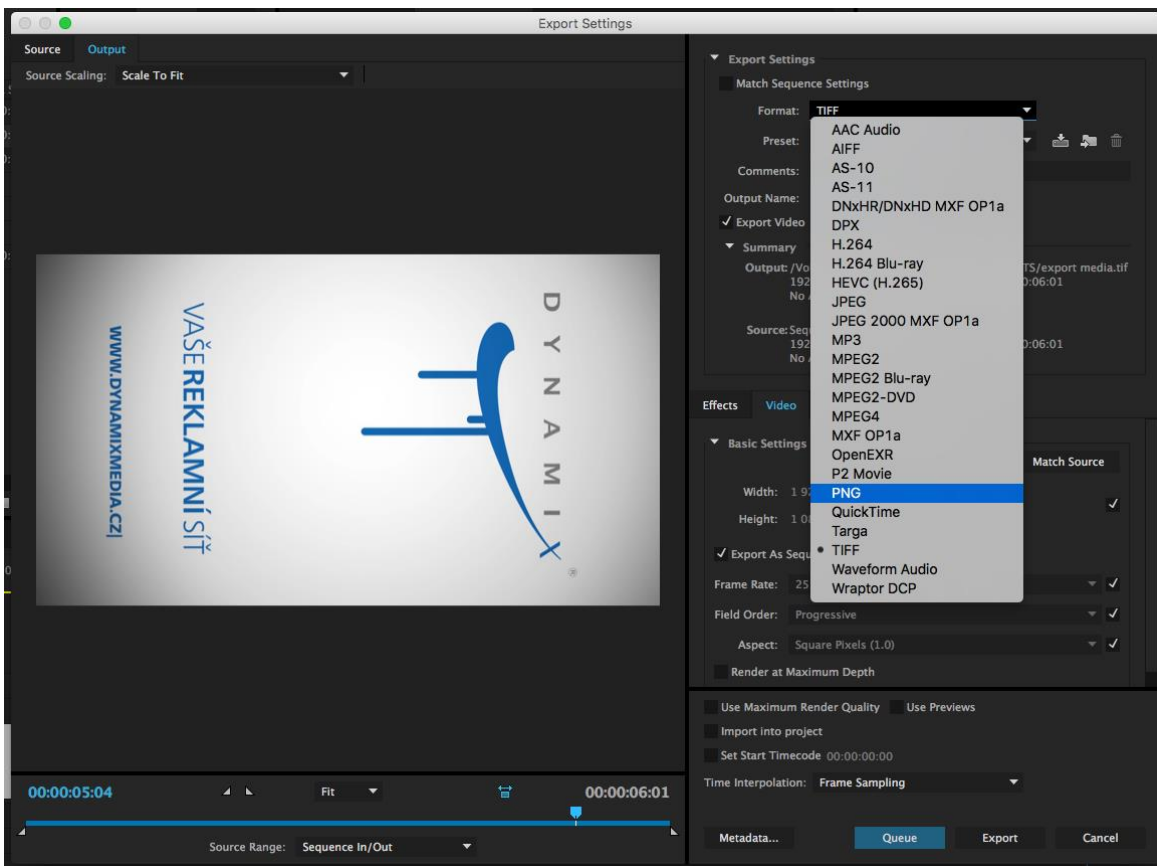 Export Settings
Source Output
Source Scaling: Scale To Fit
D Y N A M I X
®
VAŠE REKLAMNÍ SÍŤ
WWW.DYNAMIXMEDIA.CZ|
00:00:05:04 Fit 00:00:06:01
Source Range: Sequence In/Out
Export Settings
Match Sequence Settings
Format: TIFF
Preset:
Comments:
Output Name:
Export Video
Summary
Output: /Vo TS/export media.tif
192 0:06:01
No
Source: Seq
192 0:06:01
No
AAC Audio
AIFF
AS-10
AS-11
DNxHR/DNxHD MXF OP1a
DPX
H.264
H.264 Blu-ray
HEVC (H.265)
JPEG
JPEG 2000 MXF OP1a
MP3
MPEG2
MPEG2 Blu-ray
MPEG2-DVD
MPEG4
MXF OP1a
OpenEXR
P2 Movie
PNG
QuickTime
Targa
TIFF
Waveform Audio
Wraptor DCP
Effects Video
Basic Settings
Match Source
Width: 1 92
Height: 1 08
Export As Sequ
Frame Rate: 25
Field Order: Progressive
Aspect: Square Pixels (1.0)
Render at Maximum Depth
Use Maximum Render Quality Use Previews
Import into project
Set Start Timecode 00:00:00:00
Time Interpolation: Frame Sampling
Metadata... Queue Export Cancel